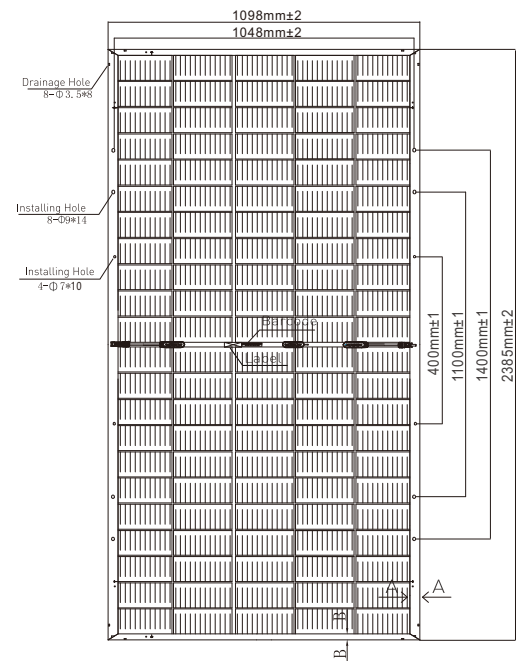 1098mm±2
1048mm±2
Drainage Hole
8-Φ3.5*8
Installing Hole
8-Φ9*14
Installing Hole
4-Φ7*10
Barcode
Label
400mm±1
1100mm±1
1400mm±1
2385mm±2
A A
B
B